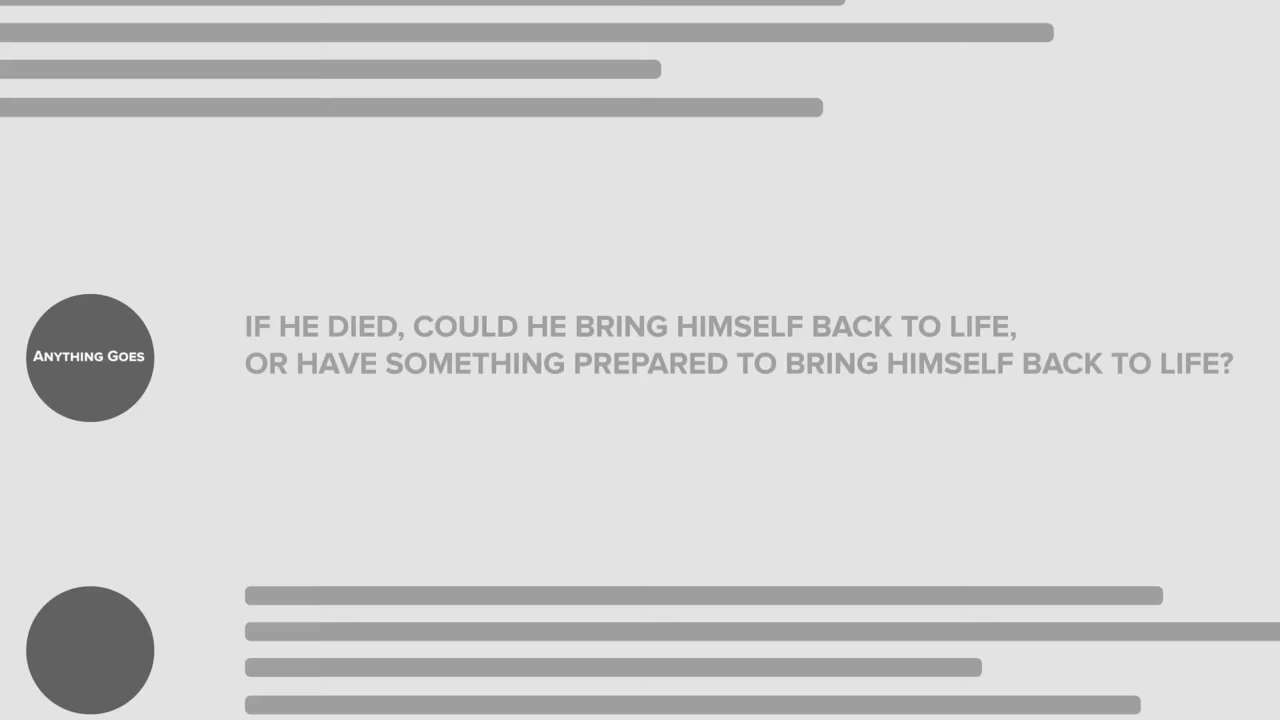 IF HE DIED, COULD HE BRING HIMSELF BACK TO LIFE,
ANYTHING GOES
OR HAVE SOMETHING PREPARED TO BRING HIMSELF BACK TO LIFE?